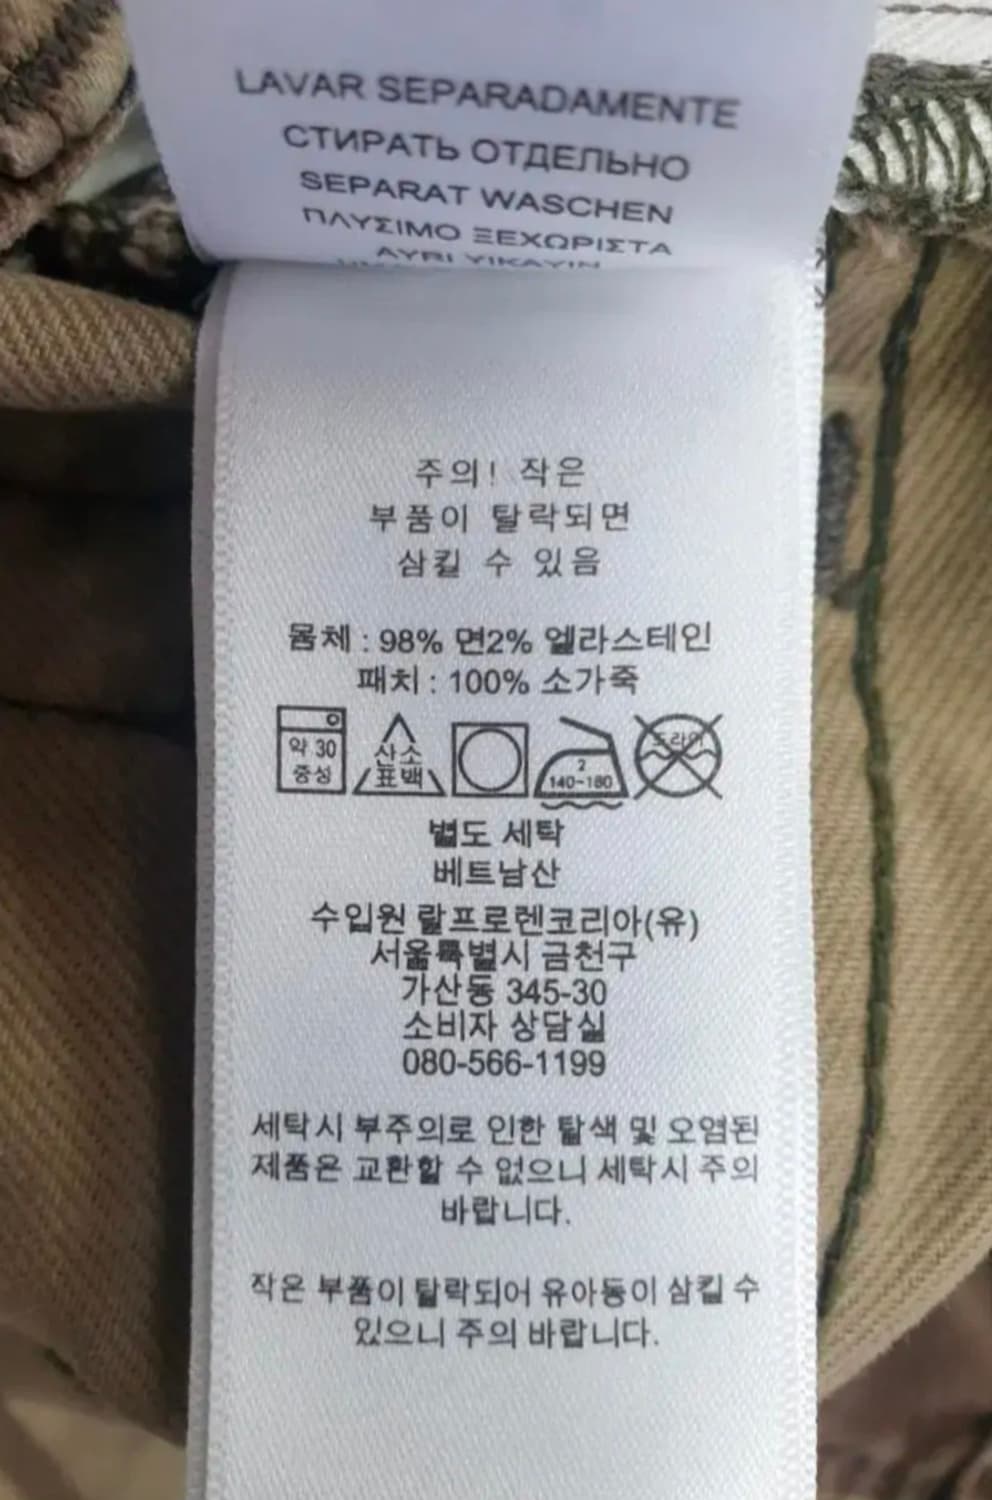 LAVAR SEPARADAMENTE
СТИРАТЬ ОТДЕЛЬНО
SEPARAT WASCHEN
ΠΛΥΣΙΜΟ ΞΕΧΩΡΙΣΤΑ
AYRI YIKAYIN
주의! 작은
부품이 탈락되면
삼킬 수 있음
몸체 : 98% 면2% 엘라스테인
패치 : 100% 소가죽
약 30
중성
산소
표백
2
140~180
드라이
별도 세탁
베트남산
수입원 랄프로렌코리아(유)
서울특별시 금천구
가산동 345-30
소비자 상담실
080-566-1199
세탁시 부주의로 인한 탈색 및 오염된
제품은 교환할 수 없으니 세탁시 주의
바랍니다.
작은 부품이 탈락되어 유아동이 삼킬 수
있으니 주의 바랍니다.